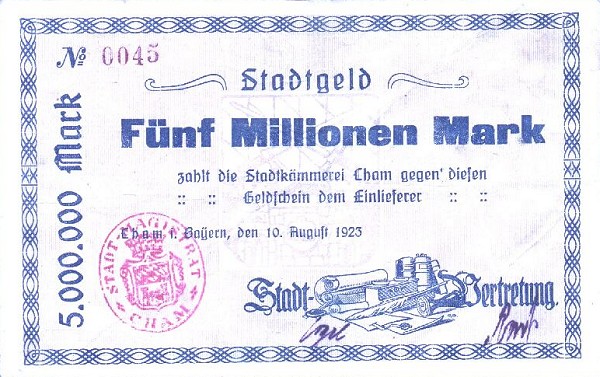 № 0045
Stadtgeld
Fünf Millionen Mark
zahlt die Stadtkämmerei Cham gegen diesen
:: :: Geldschein dem Einlieferer :: ::
Cham i. Bayern, den 10. August 1923
5.000.000 Mark
STADT-MAGISTRAT
CHAM
Stadt-Vertretung.